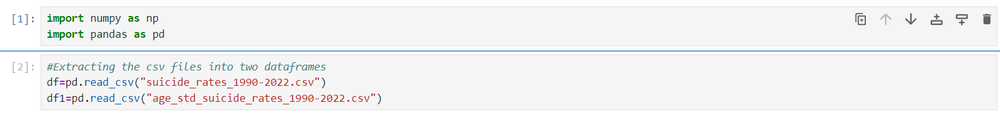 [1]: import numpy as np
import pandas as pd
[2]: #Extracting the csv files into two dataframes
df=pd.read_csv("suicide_rates_1990-2022.csv")
df1=pd.read_csv("age_std_suicide_rates_1990-2022.csv")